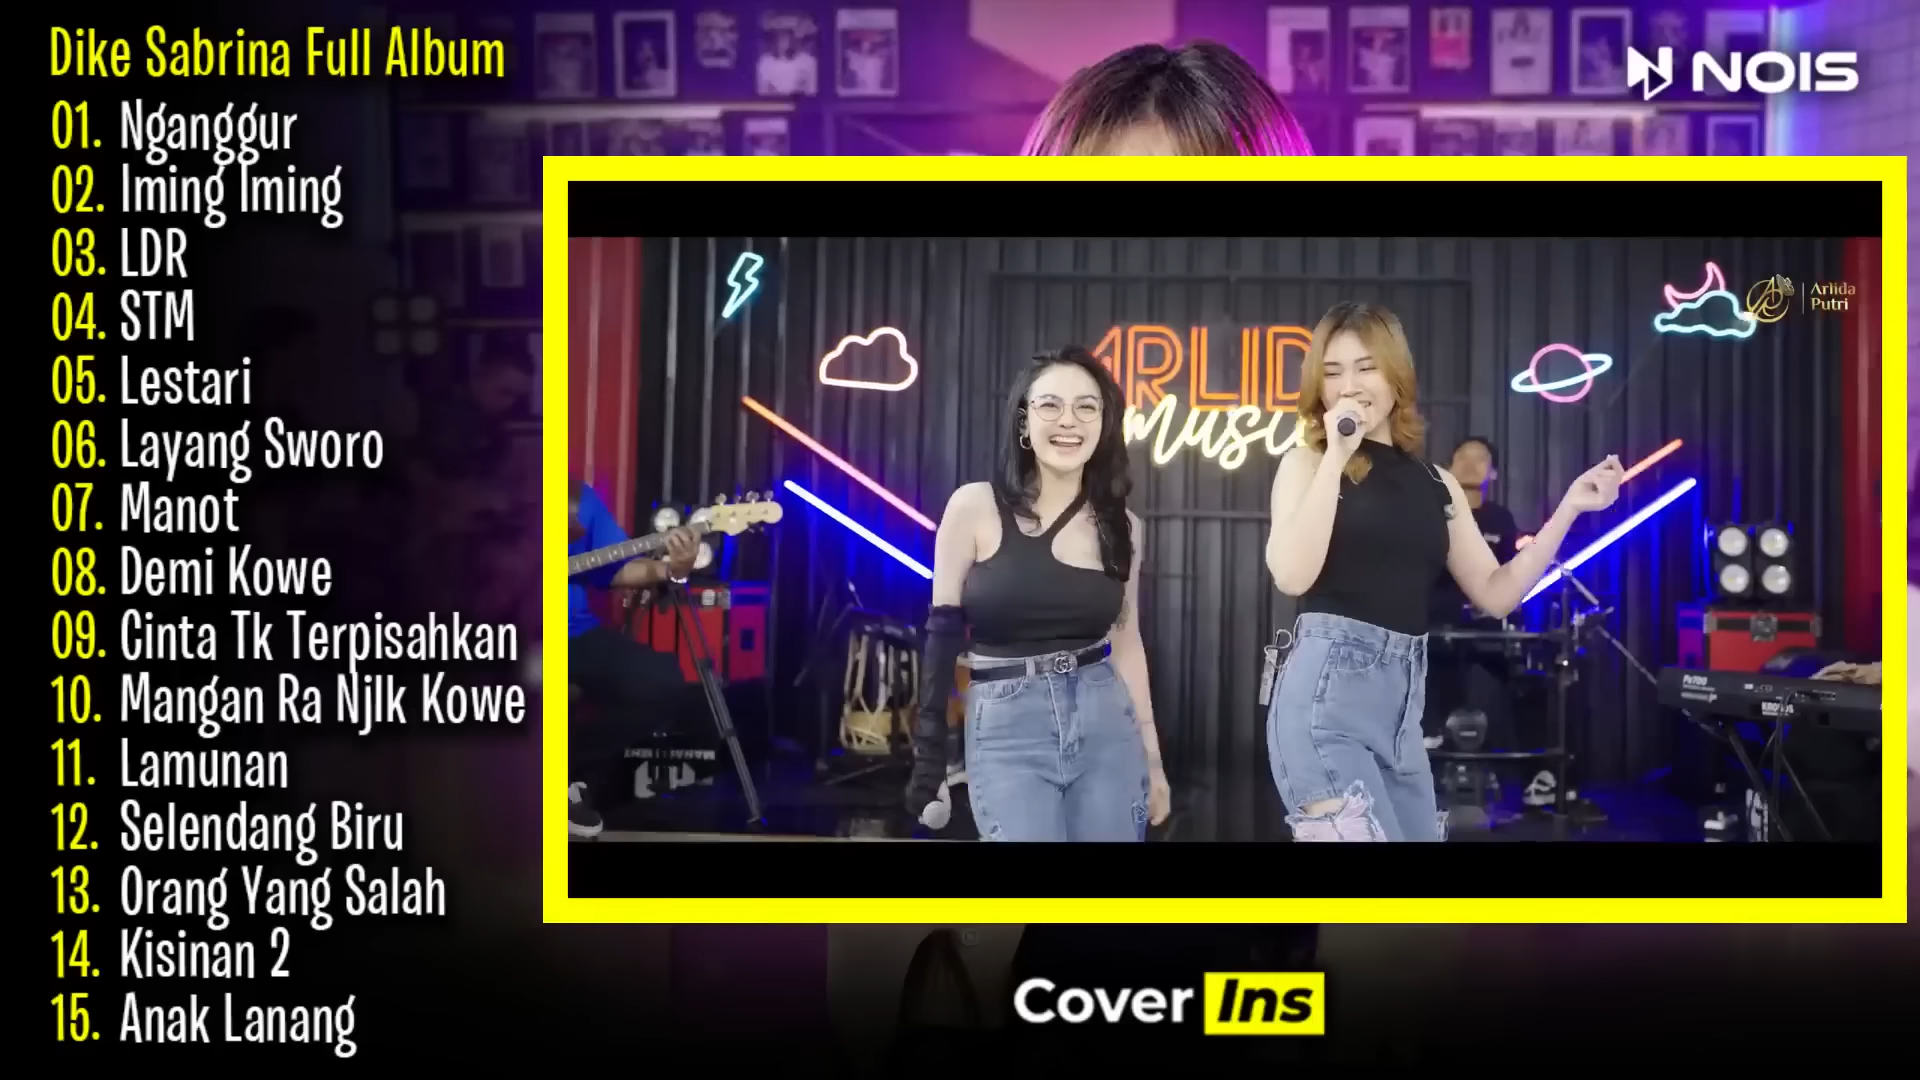 Dike Sabrina Full Album
01. Nganggur
02. Iming Iming
03. LDR
04. STM
05. Lestari
06. Layang Sworo
07. Manot
08. Demi Kowe
09. Cinta Tk Terpisahkan
10. Mangan Ra Njlk Kowe
11. Lamunan
12. Selendang Biru
13. Orang Yang Salah
14. Kisinan 2
15. Anak Lanang
NOIS
Arlida
Putri
ARLID
Music
Cover Ins